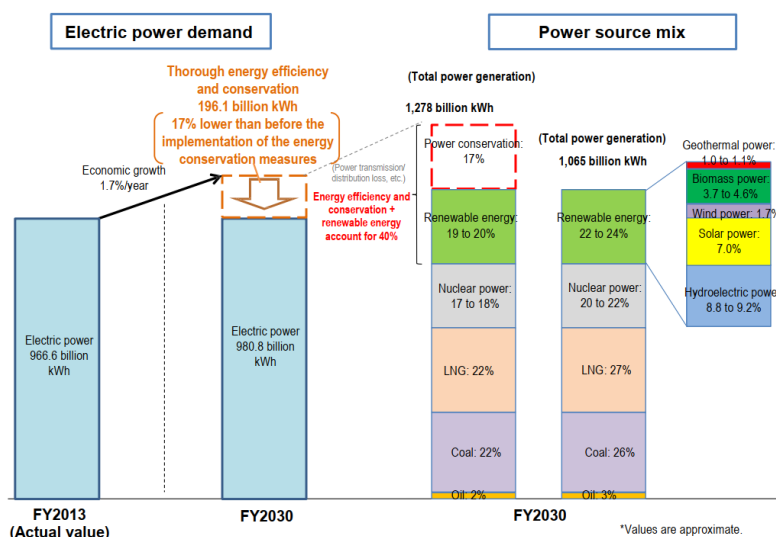 Electric power demand
Power source mix
Thorough energy efficiency
and conservation
196.1 billion kWh
17% lower than before the
implementation of the energy
conservation measures
Economic growth
1.7%/year
(Power transmission/
distribution loss, etc.)
Energy efficiency and
conservation +
renewable energy
account for 40%
Electric power
966.6 billion
kWh
Electric power
980.8 billion
kWh
FY2013
(Actual value)
FY2030
(Total power generation)
1,278 billion kWh
Power conservation:
17%
Renewable energy:
19 to 20%
Nuclear power:
17 to 18%
LNG: 22%
Coal: 22%
Oil: 2%
(Total power generation)
1,065 billion kWh
Renewable energy:
22 to 24%
Nuclear power:
20 to 22%
LNG: 27%
Coal: 26%
Oil: 3%
FY2030
Geothermal power:
1.0 to 1.1%
Biomass power:
3.7 to 4.6%
Wind power: 1.7%
Solar power:
7.0%
Hydroelectric power
8.8 to 9.2%
*Values are approximate.